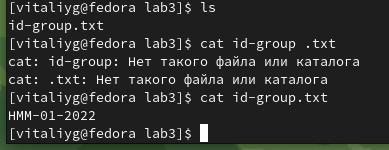 [vitaliyg@fedora lab3]$ ls
id-group.txt
[vitaliyg@fedora lab3]$ cat id-group .txt
cat: id-group: Нет такого файла или каталога
cat: .txt: Нет такого файла или каталога
[vitaliyg@fedora lab3]$ cat id-group.txt
НММ-01-2022
[vitaliyg@fedora lab3]$